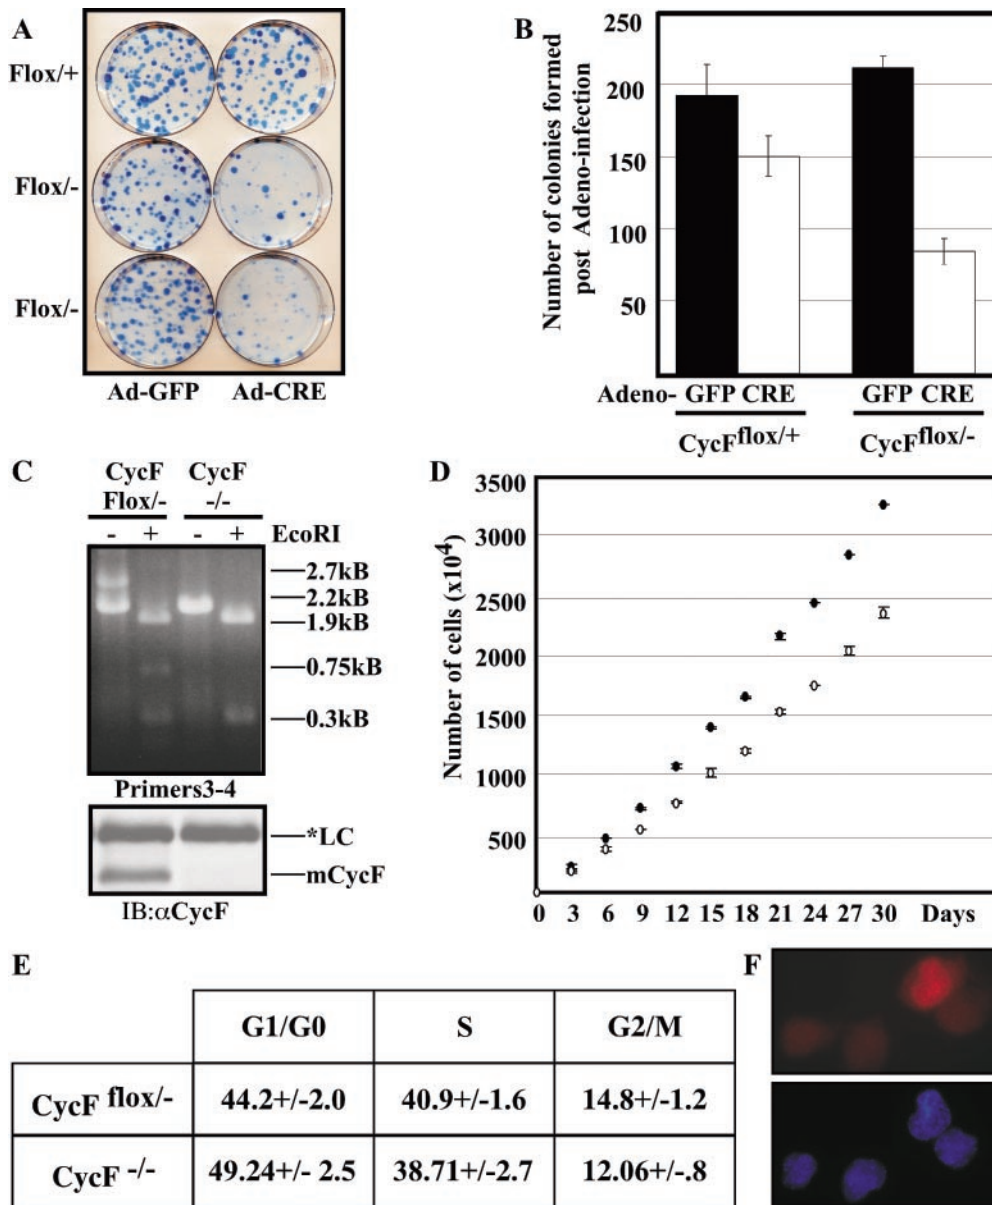 A
Flox/+
Flox/-
Flox/-
Ad-GFP Ad-CRE
B
Number of colonies formed
post Adeno-infection
200
150
100
50
Adeno- GFP CRE GFP CRE
CycF flox/+ CycF flox/-
C
CycF CycF
Flox/- -/-
- + - + EcoRI
2.7kB
2.2kB
1.9kB
0.75kB
0.3kB
Primers3-4
*LC
mCycF
IB:αCycF
D
Number of cells (x10⁴)
3500
3000
2500
2000
1500
1000
500
0 3 6 9 12 15 18 21 24 27 30 Days
E
G1/G0 S G2/M
CycF flox/- 44.2+/-2.0 40.9+/-1.6 14.8+/-1.2
CycF -/- 49.24+/- 2.5 38.71+/-2.7 12.06+/-.8
F